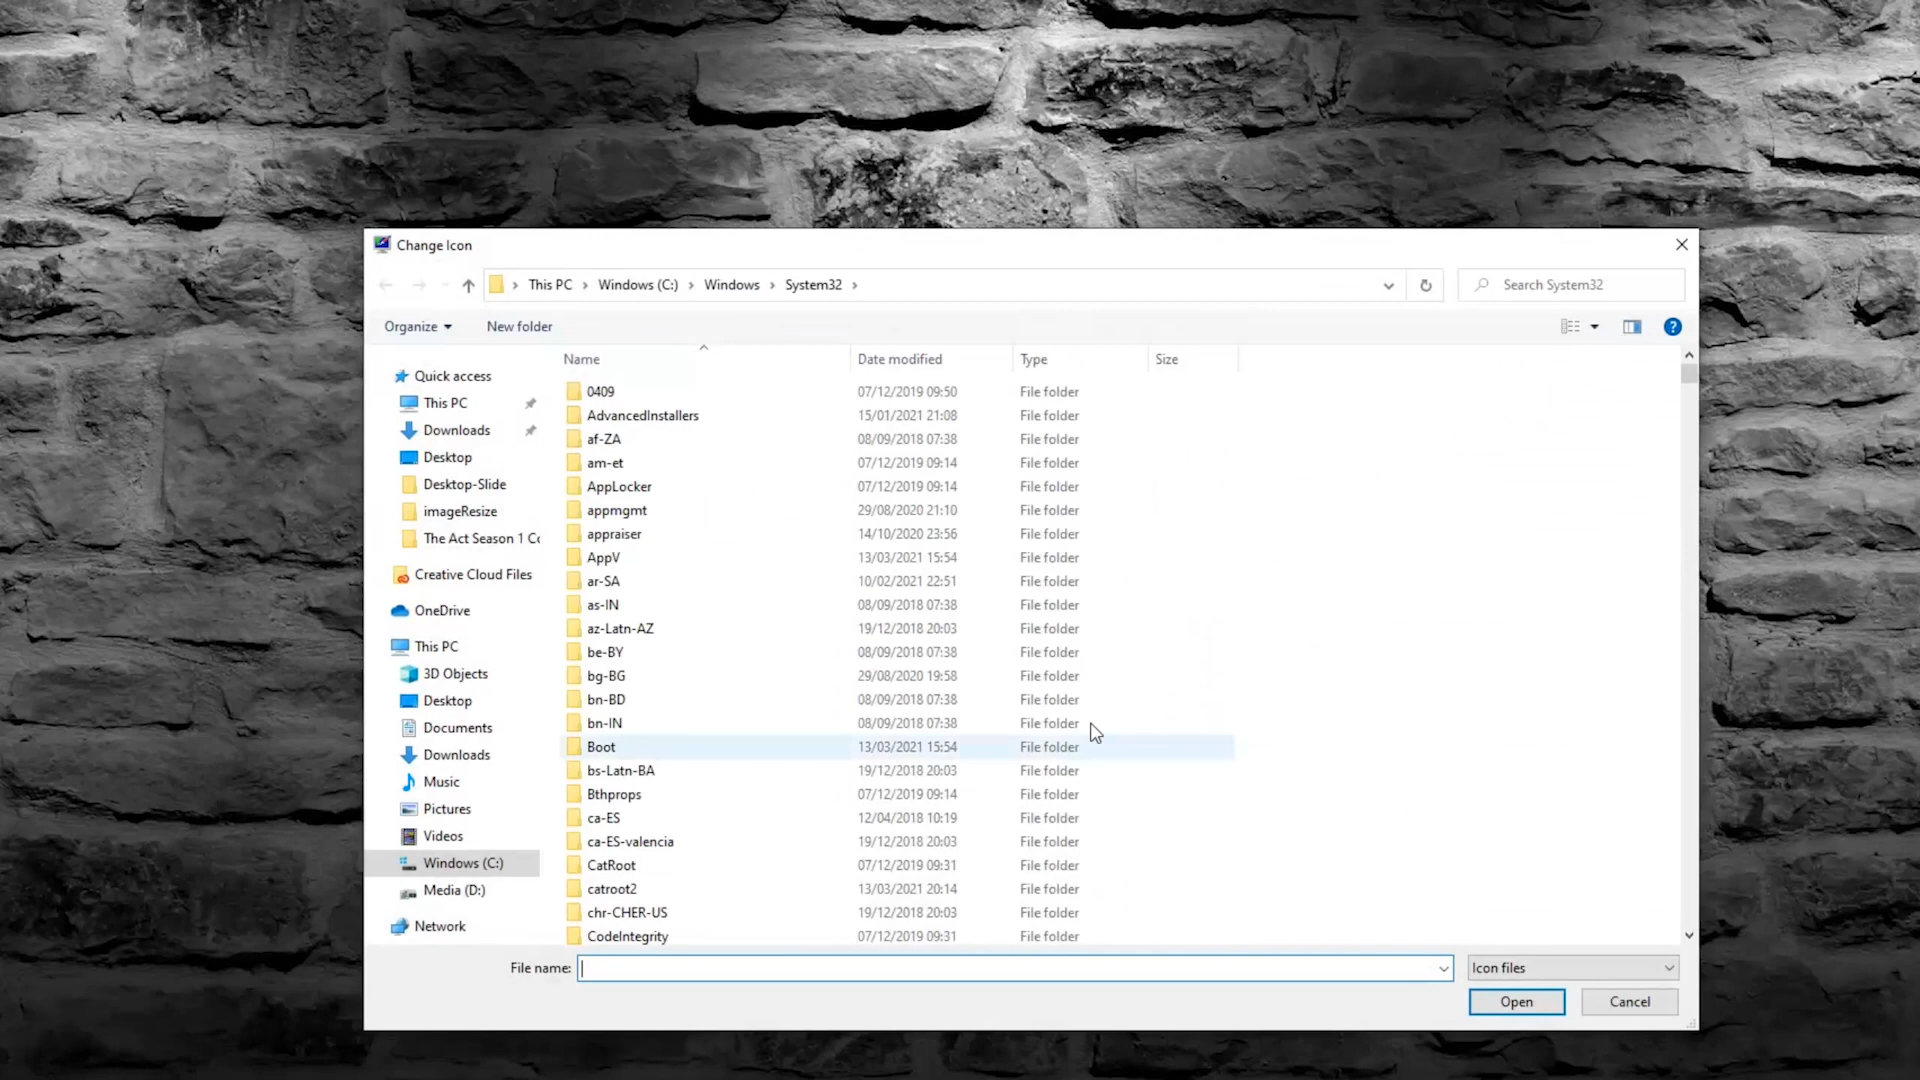 Change Icon
This PC Windows (C:) Windows System32
Search System32
Organize New folder
Name Date modified Type Size
Quick access
This PC
Downloads
Desktop
Desktop-Slide
imageResize
The Act Season 1 Co
Creative Cloud Files
OneDrive
This PC
3D Objects
Desktop
Documents
Downloads
Music
Pictures
Videos
Windows (C:)
Media (D:)
Network
0409 07/12/2019 09:50 File folder
AdvancedInstallers 15/01/2021 21:08 File folder
af-ZA 08/09/2018 07:38 File folder
am-et 07/12/2019 09:14 File folder
AppLocker 07/12/2019 09:14 File folder
appmgmt 29/08/2020 21:10 File folder
appraiser 14/10/2020 23:56 File folder
AppV 13/03/2021 15:54 File folder
ar-SA 10/02/2021 22:51 File folder
as-IN 08/09/2018 07:38 File folder
az-Latn-AZ 19/12/2018 20:03 File folder
be-BY 08/09/2018 07:38 File folder
bg-BG 29/08/2020 19:58 File folder
bn-BD 08/09/2018 07:38 File folder
bn-IN 08/09/2018 07:38 File folder
Boot 13/03/2021 15:54 File folder
bs-Latn-BA 19/12/2018 20:03 File folder
Bthprops 07/12/2019 09:14 File folder
ca-ES 12/04/2018 10:19 File folder
ca-ES-valencia 19/12/2018 20:03 File folder
CatRoot 07/12/2019 09:31 File folder
catroot2 13/03/2021 20:14 File folder
chr-CHER-US 19/12/2018 20:03 File folder
CodeIntegrity 07/12/2019 09:31 File folder
File name: Icon files
Open Cancel